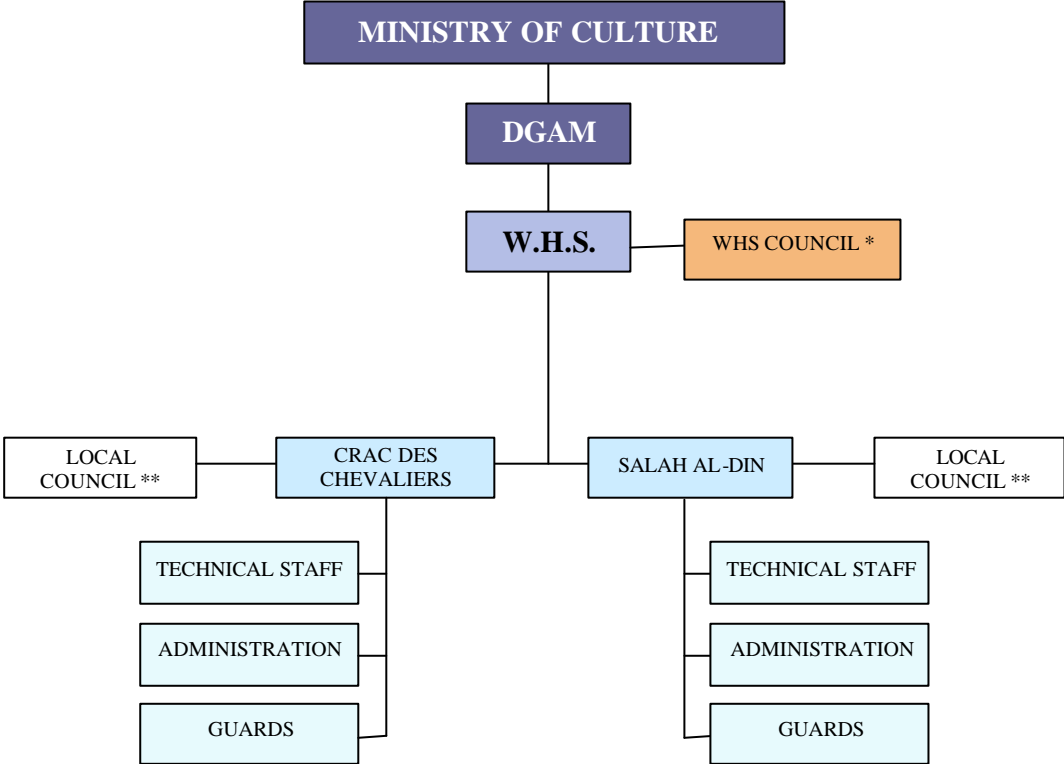 MINISTRY OF CULTURE
DGAM
W.H.S.
WHS COUNCIL *
LOCAL
COUNCIL **
CRAC DES
CHEVALIERS
SALAH AL-DIN
LOCAL
COUNCIL **
TECHNICAL STAFF
TECHNICAL STAFF
ADMINISTRATION
ADMINISTRATION
GUARDS
GUARDS